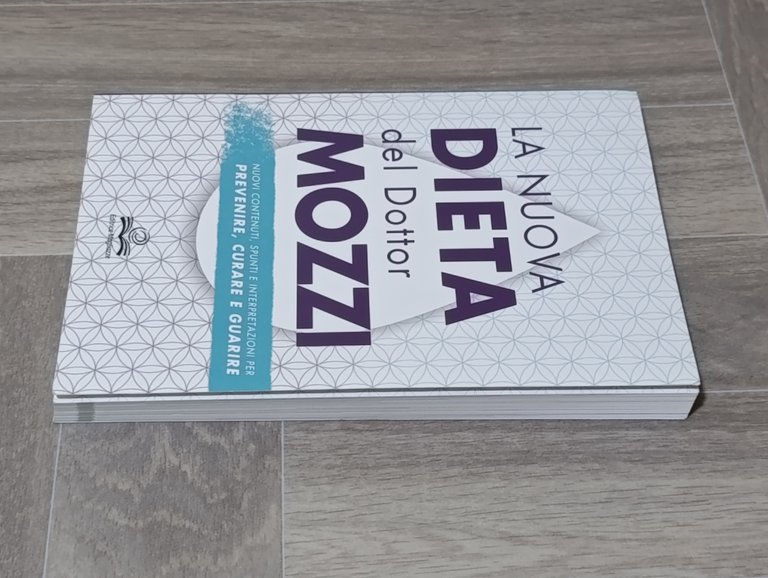 LA NUOVA
DIETA
del Dottor
MOZZI
NUOVI CONTENUTI, SPUNTI E INTERPRETAZIONI PER
PREVENIRE, CURARE E GUARIRE